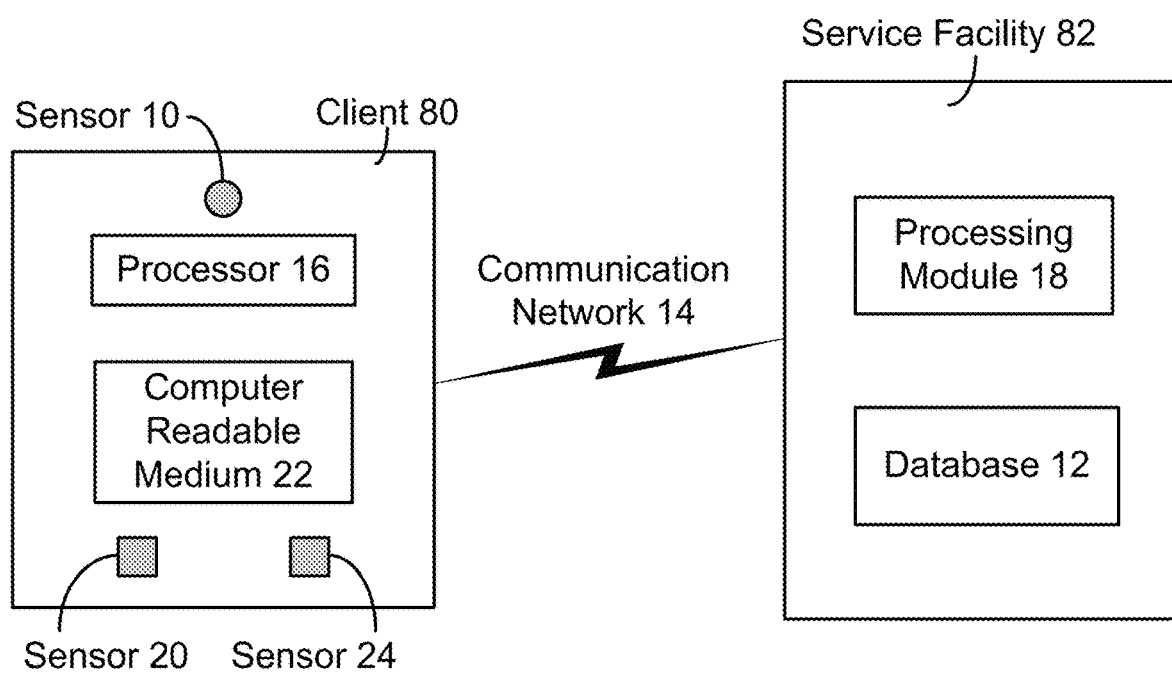 Service Facility 82
Sensor 10
Client 80
Processor 16
Computer
Readable
Medium 22
Sensor 20
Sensor 24
Communication
Network 14
Processing
Module 18
Database 12